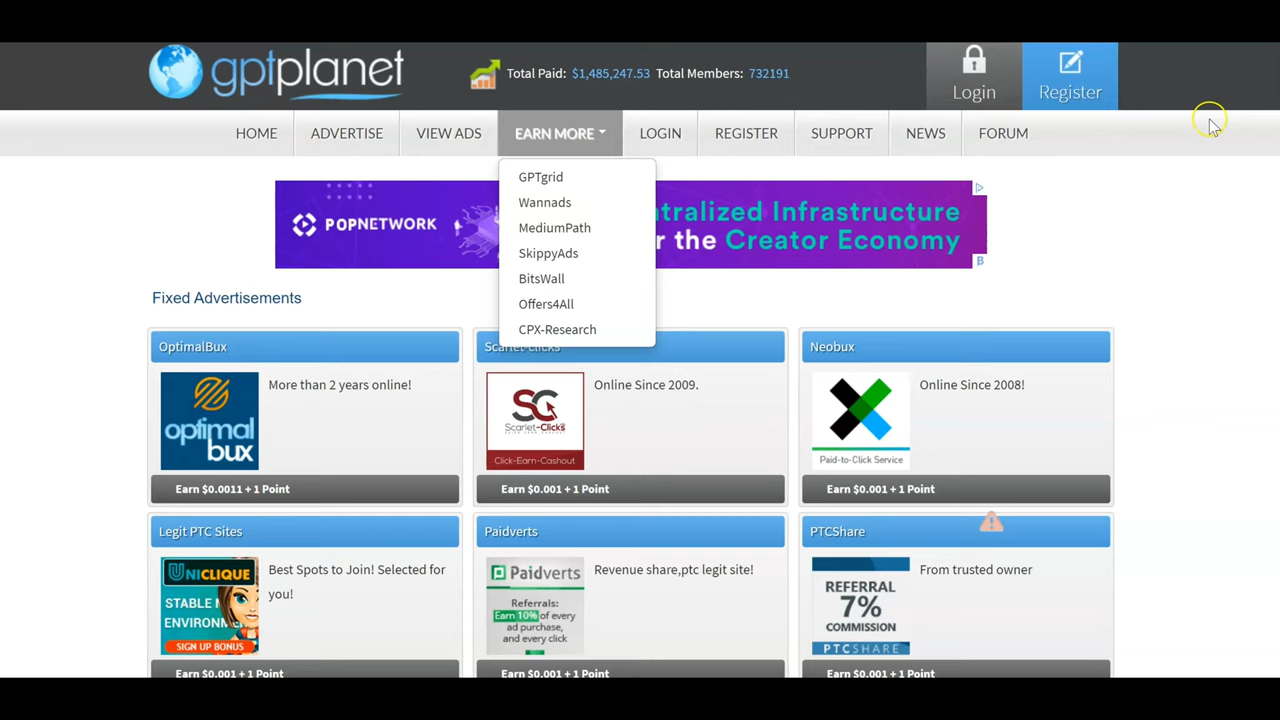 gptplanet
Total Paid: $1,485,247.53 Total Members: 732191
Login
Register
HOME
ADVERTISE
VIEW ADS
EARN MORE
LOGIN
REGISTER
SUPPORT
NEWS
FORUM
GPTgrid
Wannads
MediumPath
SkippyAds
BitsWall
Offers4All
CPX-Research
POPNETWORK
ntralized Infrastructure
r the Creator Economy
Fixed Advertisements
OptimalBux
More than 2 years online!
optimal
bux
Earn $0.0011 + 1 Point
Scarlet-clicks
Online Since 2009.
SC
Scarlet-Clicks
Click-Earn-Cashout
Earn $0.001 + 1 Point
Neobux
Online Since 2008!
Paid-to-Click Service
Earn $0.001 + 1 Point
Legit PTC Sites
Best Spots to Join! Selected for
you!
UNICLIQUE
STABLE
ENVIRON
SIGN UP BONUS
Earn $0.001 + 1 Point
Paidverts
Revenue share,ptc legit site!
Paidverts
Referrals:
Earn 10% of every
ad purchase,
and every click
Earn $0.001 + 1 Point
PTCShare
From trusted owner
REFERRAL
7%
COMMISSION
PTCSHARE
Earn $0.001 + 1 Point